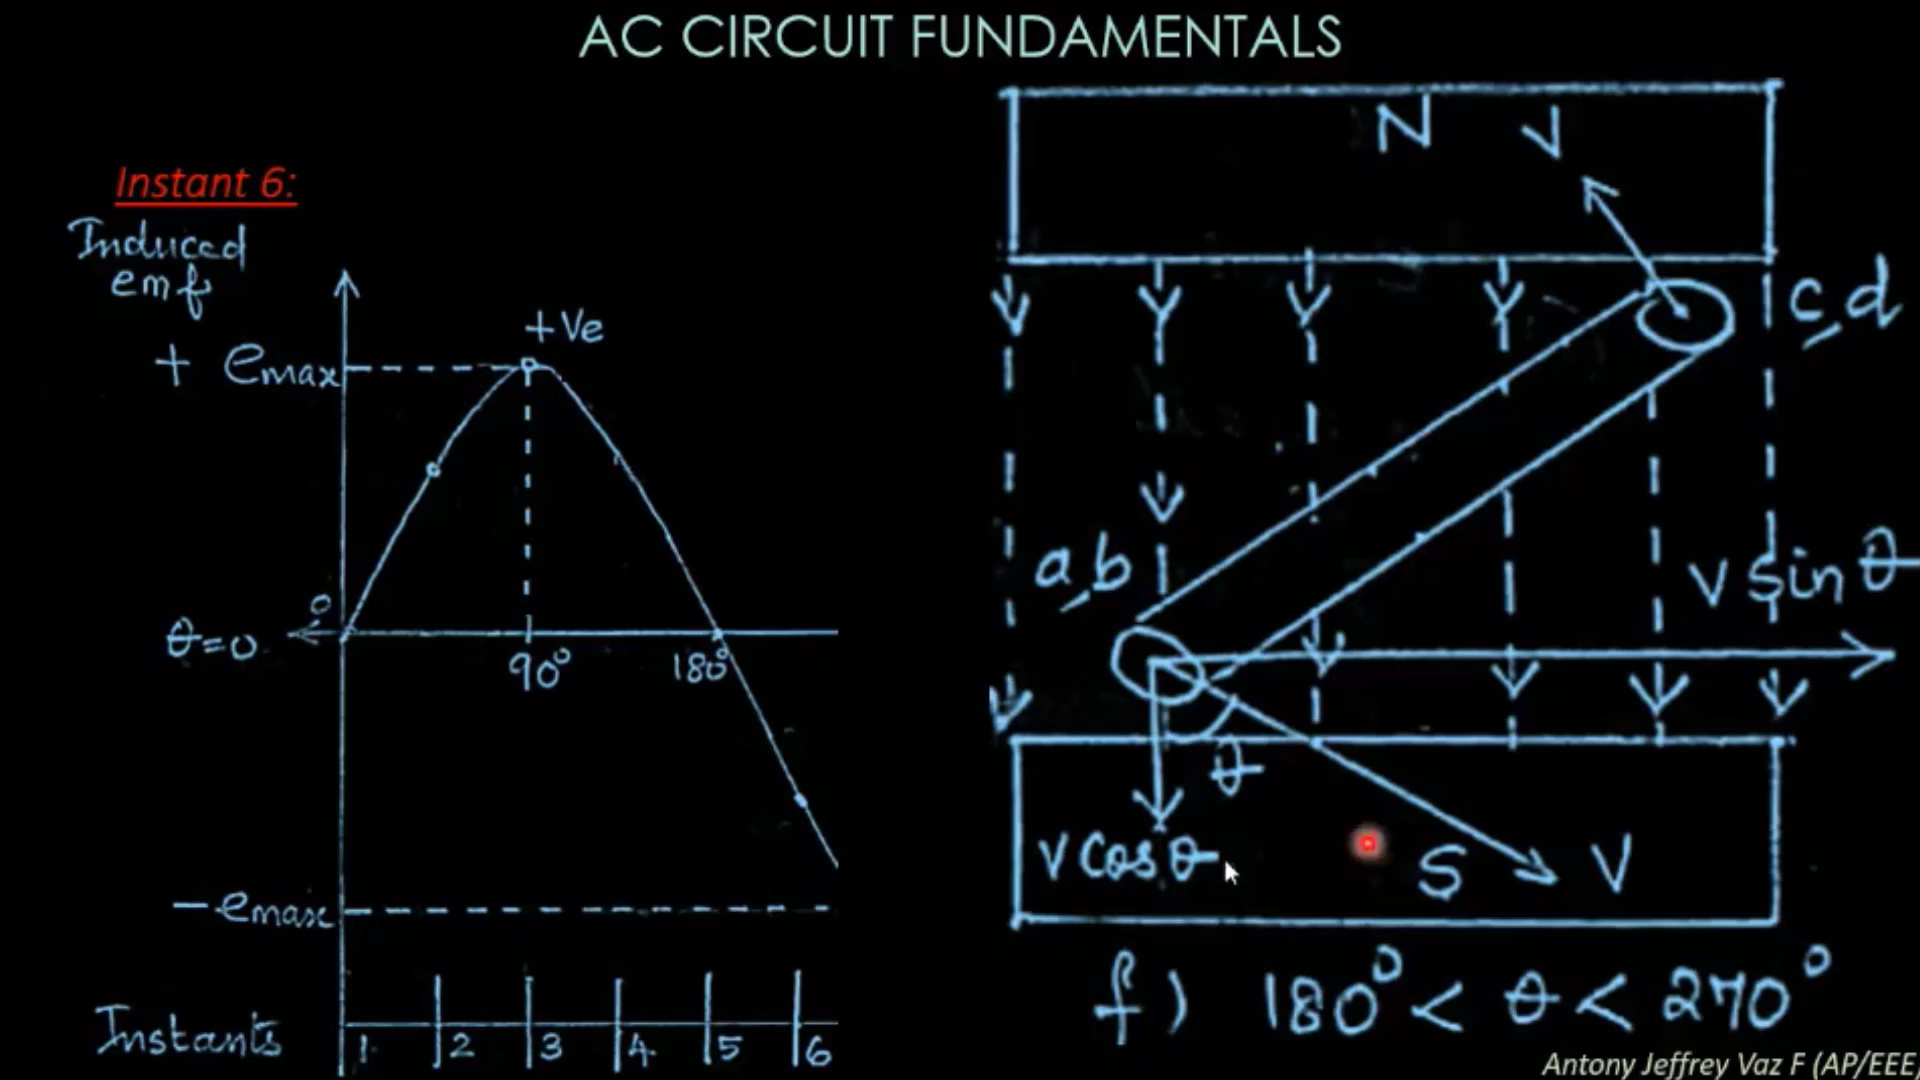 AC CIRCUIT FUNDAMENTALS
Instant 6:
Induced
emf
+ emax
+Ve
0
θ=0
90°
180°
- emax
Instants 1 2 3 4 5 6
N V
c,d
a,b
V sin θ
θ
V cos θ
S V
f) 180° < θ < 270°
Antony Jeffrey Vaz F (AP/EEE)